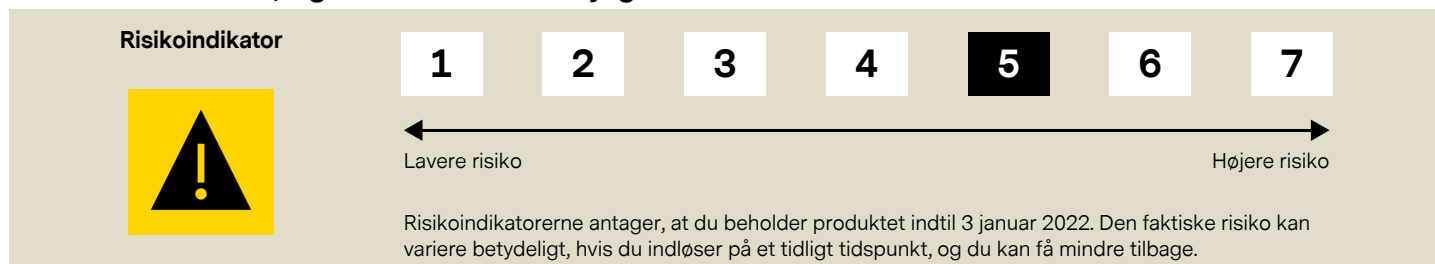 Risikoindikator
1 2 3 4 5 6 7
Lavere risiko Højere risiko
Risikoindikatorerne antager, at du beholder produktet indtil 3 januar 2022. Den faktiske risiko kan
variere betydeligt, hvis du indløser på et tidligt tidspunkt, og du kan få mindre tilbage.